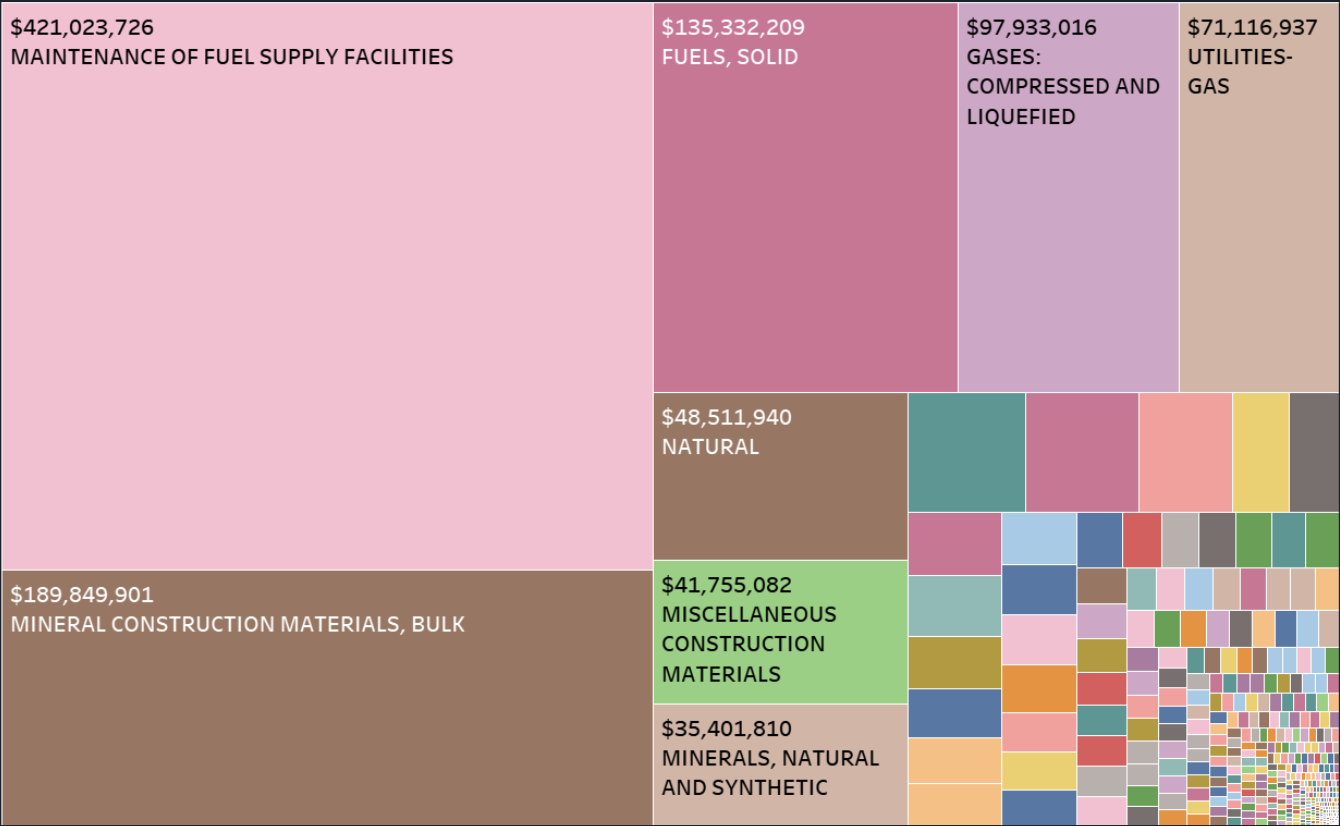 $421,023,726
MAINTENANCE OF FUEL SUPPLY FACILITIES
$189,849,901
MINERAL CONSTRUCTION MATERIALS, BULK
$135,332,209
FUELS, SOLID
$97,933,016
GASES:
COMPRESSED AND
LIQUEFIED
$71,116,937
UTILITIES-
GAS
$48,511,940
NATURAL
$41,755,082
MISCELLANEOUS
CONSTRUCTION
MATERIALS
$35,401,810
MINERALS, NATURAL
AND SYNTHETIC